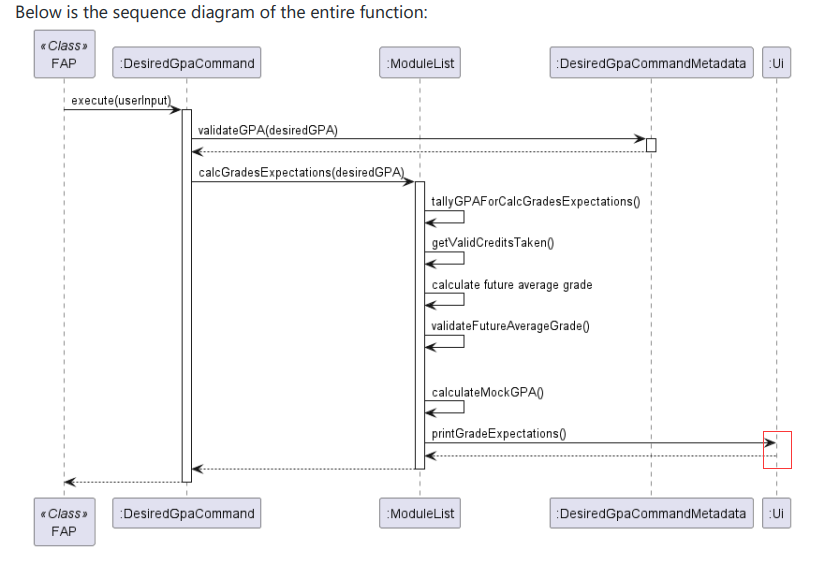 Below is the sequence diagram of the entire function:
«Class»
FAP
:DesiredGpaCommand
:ModuleList
:DesiredGpaCommandMetadata
:Ui
execute(userInput)
validateGPA(desiredGPA)
calcGradesExpectations(desiredGPA)
tallyGPAForCalcGradesExpectations()
getValidCreditsTaken()
calculate future average grade
validateFutureAverageGrade()
calculateMockGPA()
printGradeExpectations()
«Class»
FAP
:DesiredGpaCommand
:ModuleList
:DesiredGpaCommandMetadata
:Ui